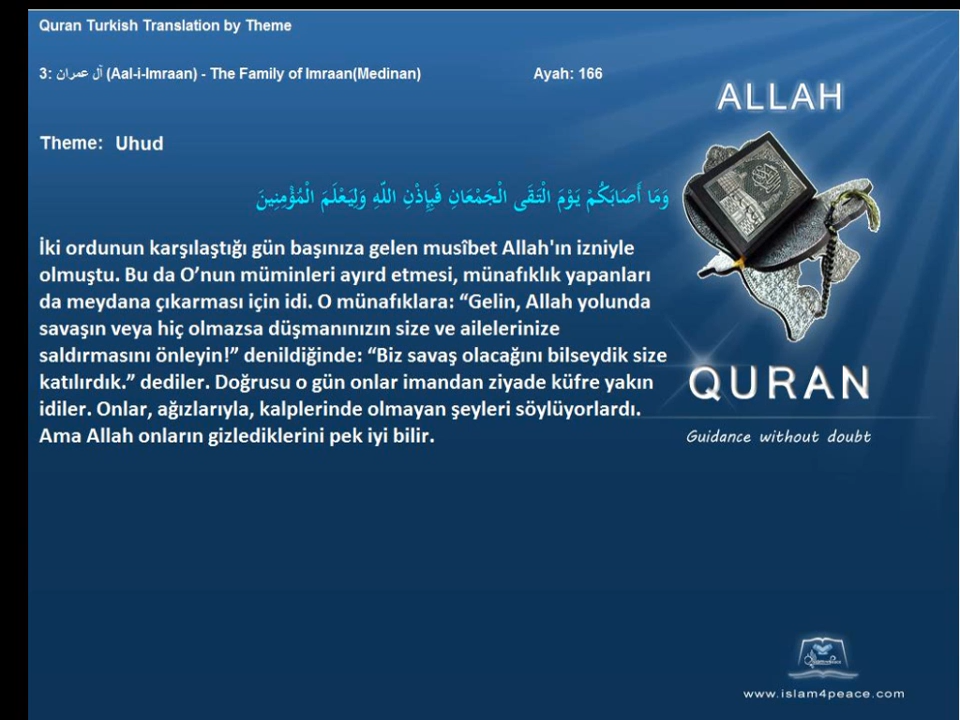 Quran Turkish Translation by Theme
3: آل عمران (Aal-i-Imraan) - The Family of Imraan(Medinan) Ayah: 166
ALLAH
Theme: Uhud
وَمَا أَصَابَكُمْ يَوْمَ الْتَقَى الْجَمْعَانِ فَبِإِذْنِ اللّهِ وَلِيَعْلَمَ الْمُؤْمِنِينَ
İki ordunun karşılaştığı gün başınıza gelen musîbet Allah'ın izniyle
olmuştu. Bu da O’nun müminleri ayırd etmesi, münafıklık yapanları
da meydana çıkarması için idi. O münafıklara: “Gelin, Allah yolunda
savaşın veya hiç olmazsa düşmanınızın size ve ailelerinize
saldırmasını önleyin!” denildiğinde: “Biz savaş olacağını bilseydik size
katılırdık.” dediler. Doğrusu o gün onlar imandan ziyade küfre yakın
idiler. Onlar, ağızlarıyla, kalplerinde olmayan şeyleri söylüyorlardı.
Ama Allah onların gizlediklerini pek iyi bilir.
QURAN
Guidance without doubt
www.islam4peace.com